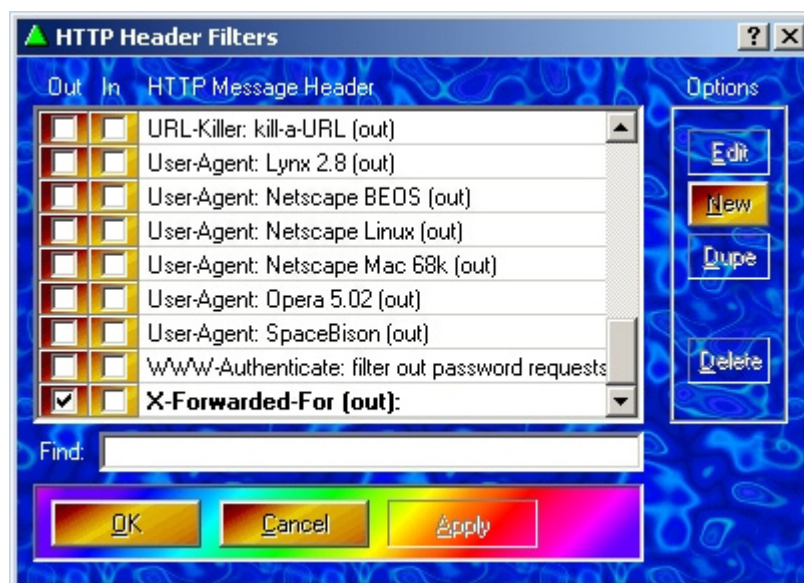 HTTP Header Filters
Out In HTTP Message Header Options
URL-Killer: kill-a-URL (out)
User-Agent: Lynx 2.8 (out)
User-Agent: Netscape BEOS (out)
User-Agent: Netscape Linux (out)
User-Agent: Netscape Mac 68k (out)
User-Agent: Opera 5.02 (out)
User-Agent: SpaceBison (out)
WWW-Authenticate: filter out password requests
X-Forwarded-For (out):
Edit
New
Dupe
Delete
Find:
OK Cancel Apply